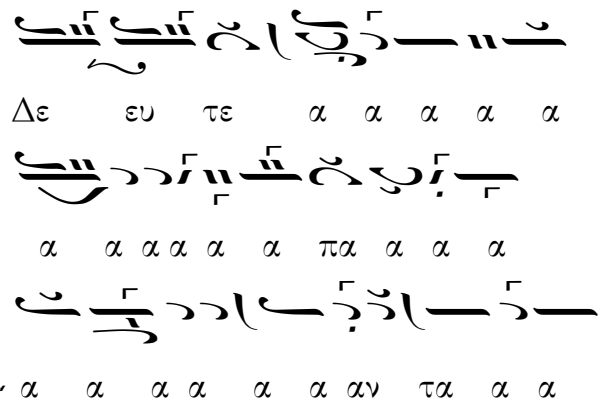 Δε ευ τε α α α α α
α α α α α α πα α α α
α α α α α α αν τα α α